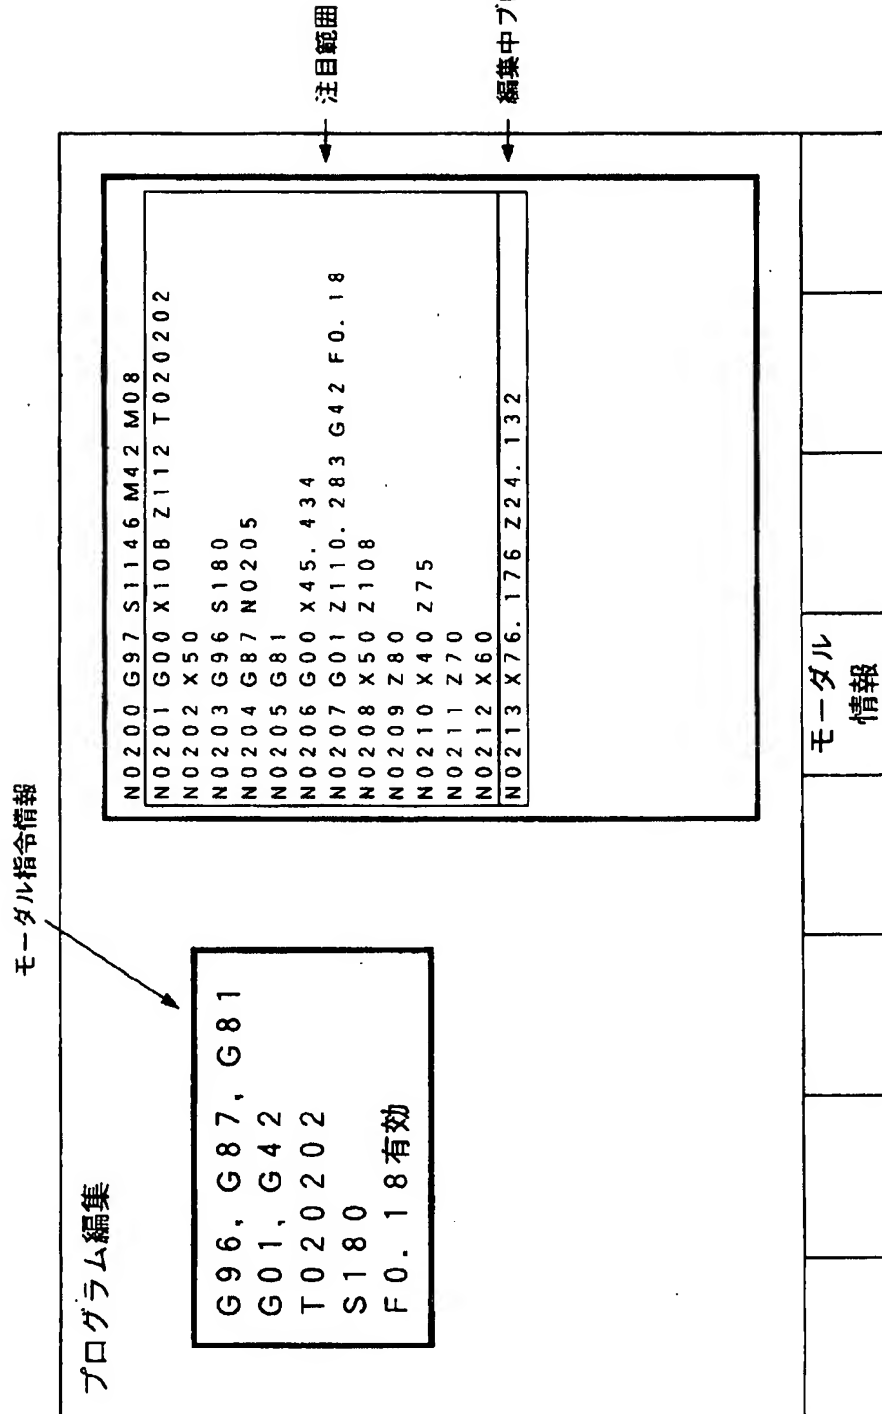 プログラム編集
モーダル指令情報
G96, G87, G81
G01, G42
T020202
S180
F0.18有効
N0200 G97 S1146 M42 M08
N0201 G00 X108 Z112 T020202
N0202 X50
N0203 G96 S180
N0204 G87 N0205
N0205 G81
N0206 G00 X45.434
N0207 G01 Z110.283 G42 F0.18
N0208 X50 Z108
N0209 Z80
N0210 X40 Z75
N0211 Z70
N0212 X60
N0213 X76.176 Z24.132
注目範囲
編集中ブ
モーダル
情報